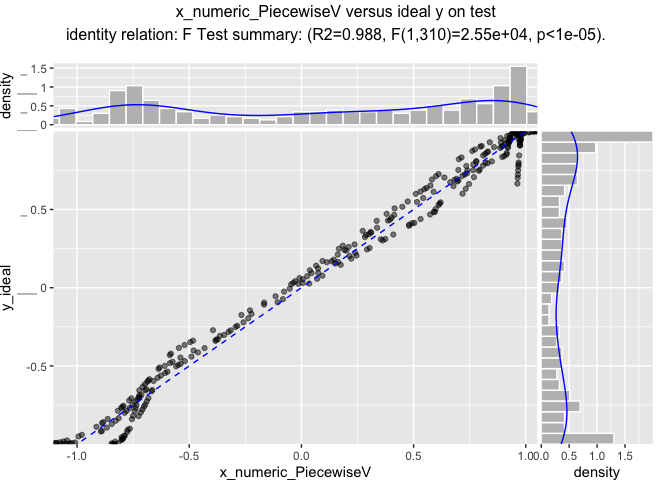 x_numeric_PiecewiseV versus ideal y on test
identity relation: F Test summary: (R2=0.988, F(1,310)=2.55e+04, p<1e-05).
density
1.5
1
0.5
0
y_ideal
0.5
0
-0.5
-1.0
-0.5
0.0
0.5
1.0
0.0
0.5
1.0
1.5
x_numeric_PiecewiseV
density